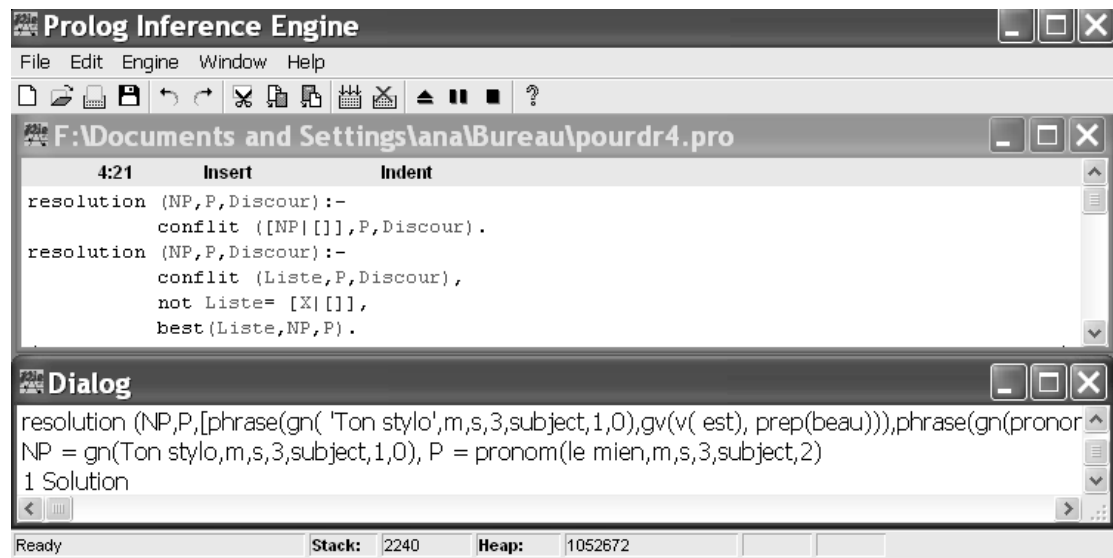 Prolog Inference Engine
File Edit Engine Window Help
F:\Documents and Settings\ana\Bureau\pourdr4.pro
4:21 Insert Indent
resolution (NP,P,Discour):-
conflit ([NP|[]],P,Discour).
resolution (NP,P,Discour):-
conflit (Liste,P,Discour),
not Liste= [X|[]],
best(Liste,NP,P).
Dialog
resolution (NP,P,[phrase(gn( 'Ton stylo',m,s,3,subject,1,0),gv(v( est), prep(beau))),phrase(gn(pronor
NP = gn(Ton stylo,m,s,3,subject,1,0), P = pronom(le mien,m,s,3,subject,2)
1 Solution
Ready Stack: 2240 Heap: 1052672